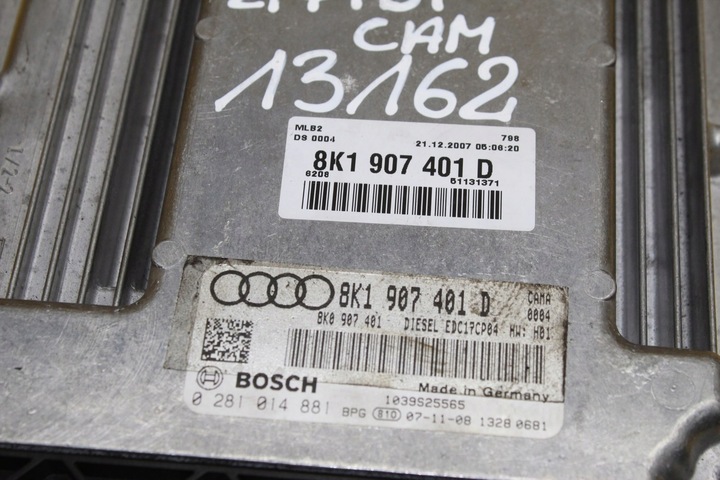 CAM
13162
MLB2 798
DS 0004 21.12.2007 05:06:20
8K1 907 401 D
6208 51131371
8K1 907 401 D CAMA
0004
8K0 907 401 DIESEL EDC17CP04 HW: H01
BOSCH Made in Germany
1039S25565
0 281 014 881 BPG 810 07-11-08 1328 0681